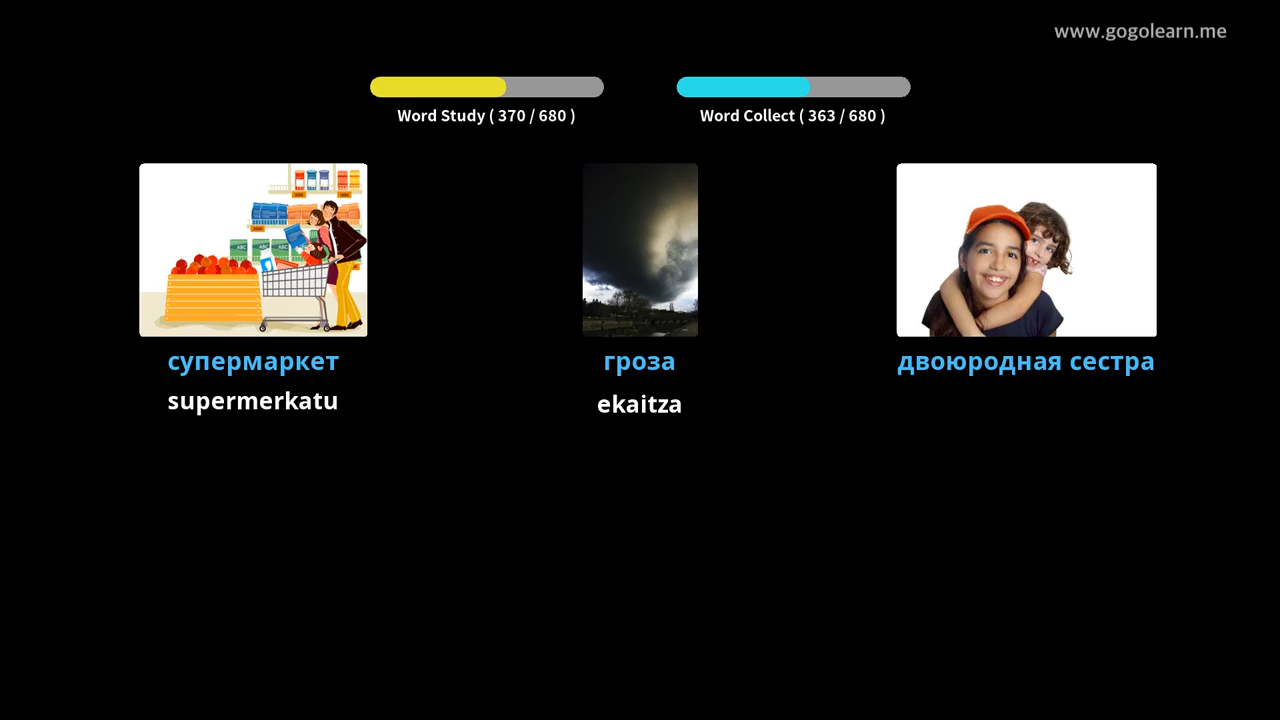 www.gogolearn.me
Word Study ( 370 / 680 )
Word Collect ( 363 / 680 )
супермаркет
supermerkatu
гроза
ekaitza
двоюродная сестра